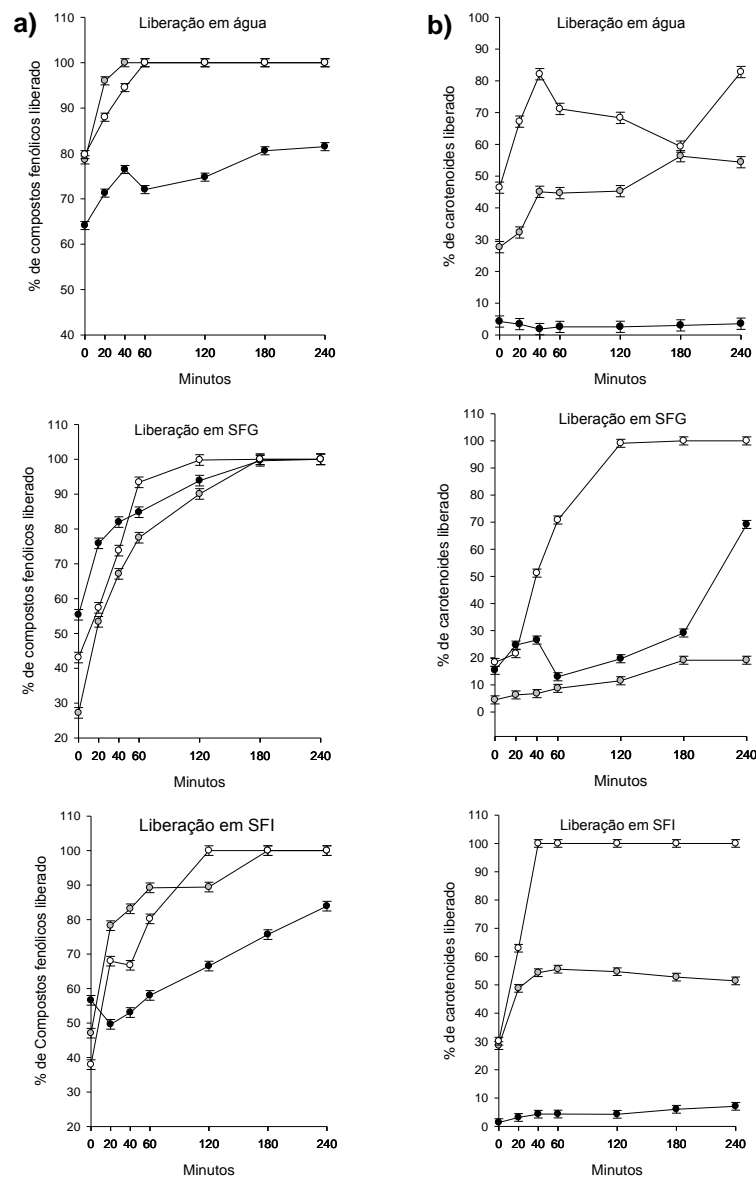 a)
Liberação em água
% de compostos fenólicos liberado
110
100
90
80
70
60
50
40
0 20 40 60 120 180 240
Minutos
b)
Liberação em água
% de carotenoides liberado
100
90
80
70
60
50
40
30
20
10
0
0 20 40 60 120 180 240
Minutos
Liberação em SFG
% de compostos fenólicos liberado
110
100
90
80
70
60
50
40
30
20
0 20 40 60 120 180 240
Minutos
Liberação em SFG
% de carotenoides liberado
110
100
90
80
70
60
50
40
30
20
10
0
0 20 40 60 120 180 240
Minutos
Liberação em SFI
% de Compostos fenólicos liberado
110
100
90
80
70
60
50
40
30
20
0 20 40 60 120 180 240
Minutos
Liberação em SFI
% de carotenoides liberado
110
100
90
80
70
60
50
40
30
20
10
0
0 20 40 60 120 180 240
Minutos